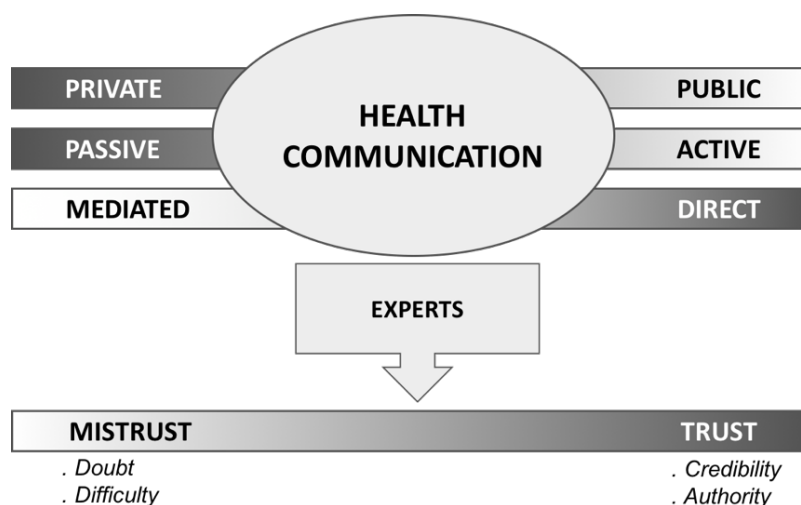 PRIVATE
PUBLIC
HEALTH
COMMUNICATION
PASSIVE
ACTIVE
MEDIATED
DIRECT
EXPERTS
MISTRUST
TRUST
. Doubt
. Credibility
. Difficulty
. Authority